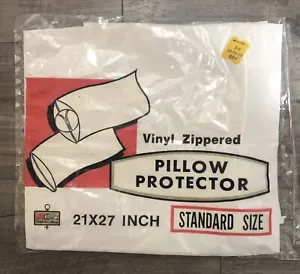 Vinyl Zippered
PILLOW
PROTECTOR
21X27 INCH
STANDARD SIZE